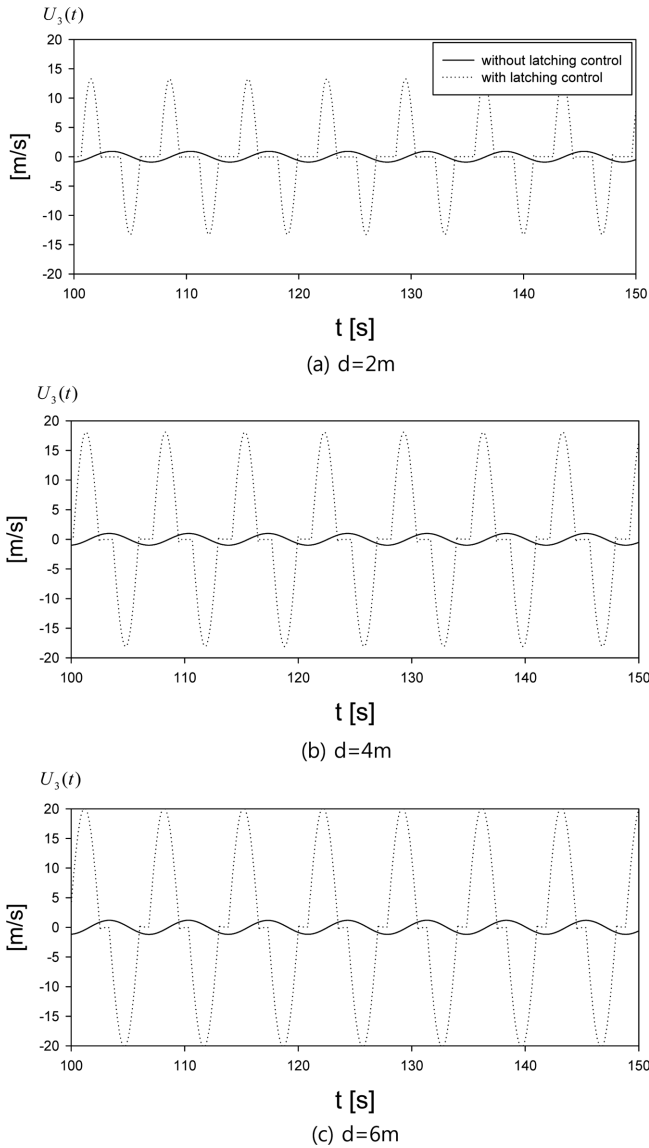 U₃(t)
without latching control
with latching control
20
15
10
5
0
-5
-10
-15
-20
[m/s]
100 110 120 130 140 150
t [s]
(a) d=2m
U₃(t)
20
15
10
5
0
-5
-10
-15
-20
[m/s]
100 110 120 130 140 150
t [s]
(b) d=4m
U₃(t)
20
15
10
5
0
-5
-10
-15
-20
[m/s]
100 110 120 130 140 150
t [s]
(c) d=6m